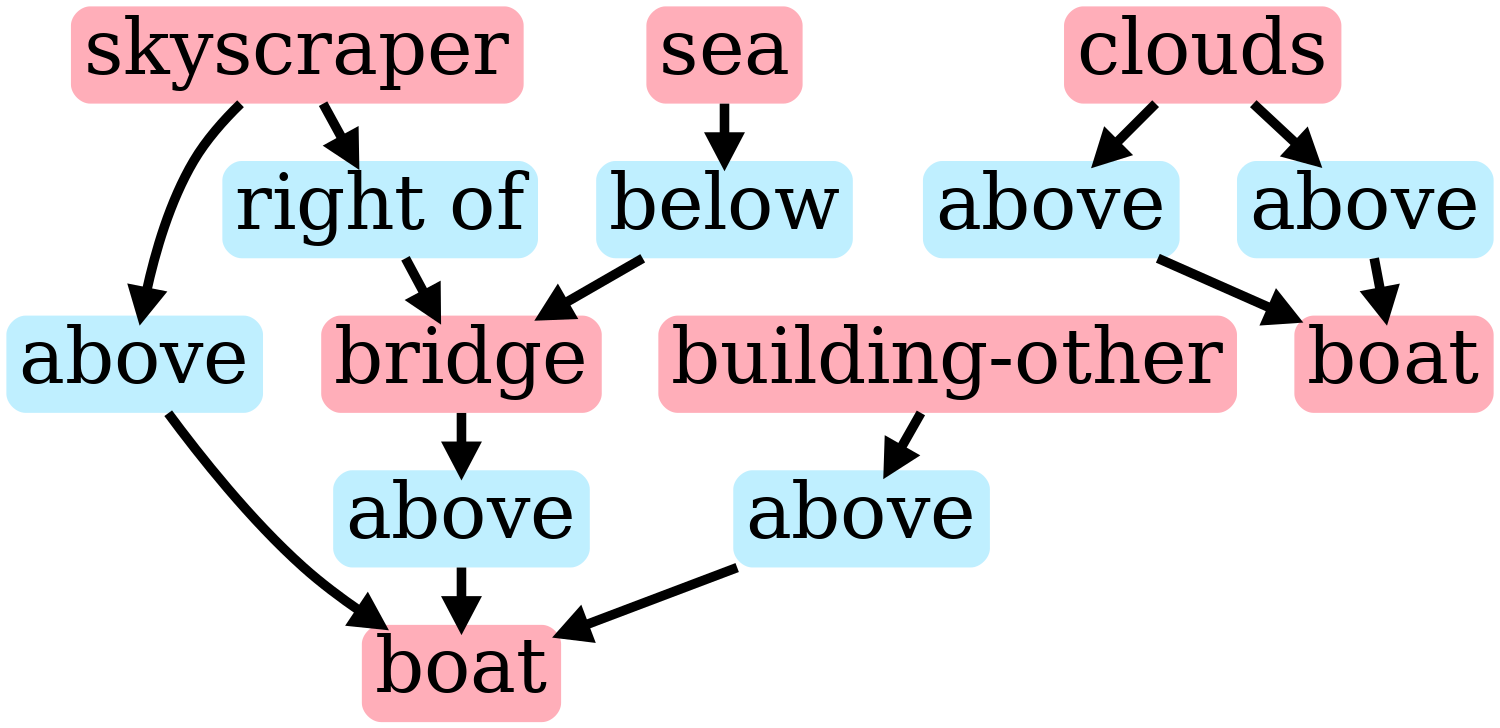 skyscraper
sea
clouds
right of
below
above
above
above
bridge
building-other
boat
above
above
boat